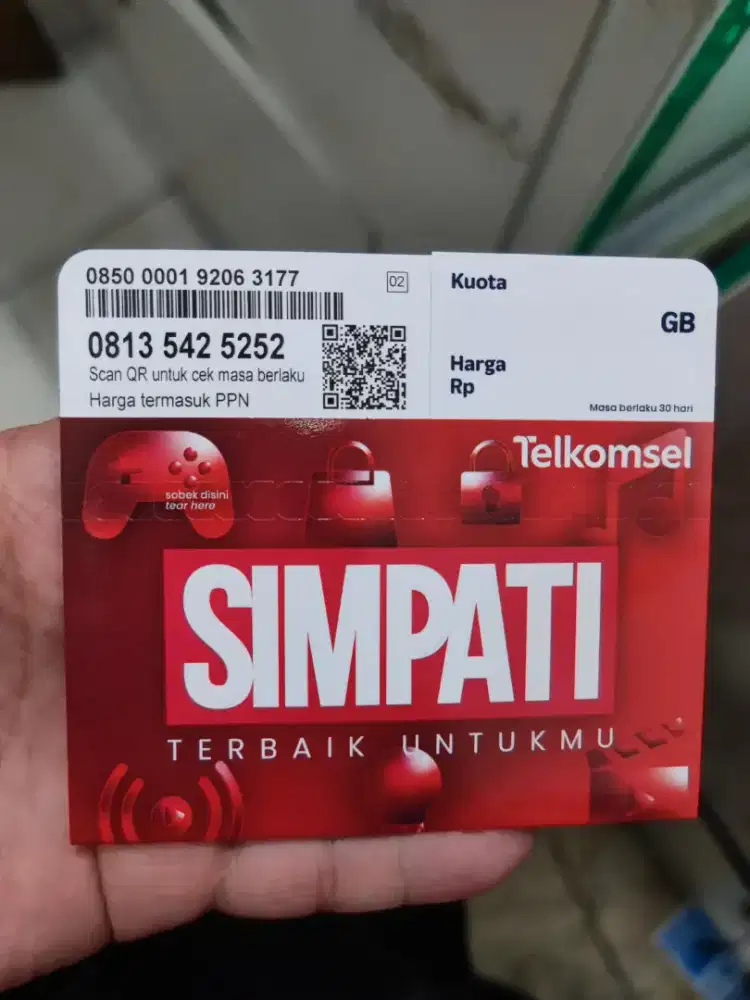 0850 0001 9206 3177
02
0813 542 5252
Scan QR untuk cek masa berlaku
Harga termasuk PPN
Kuota
GB
Harga
Rp
Masa berlaku 30 hari
Telkomsel
sobek disini
tear here
SIMPATI
TERBAIK UNTUKMU